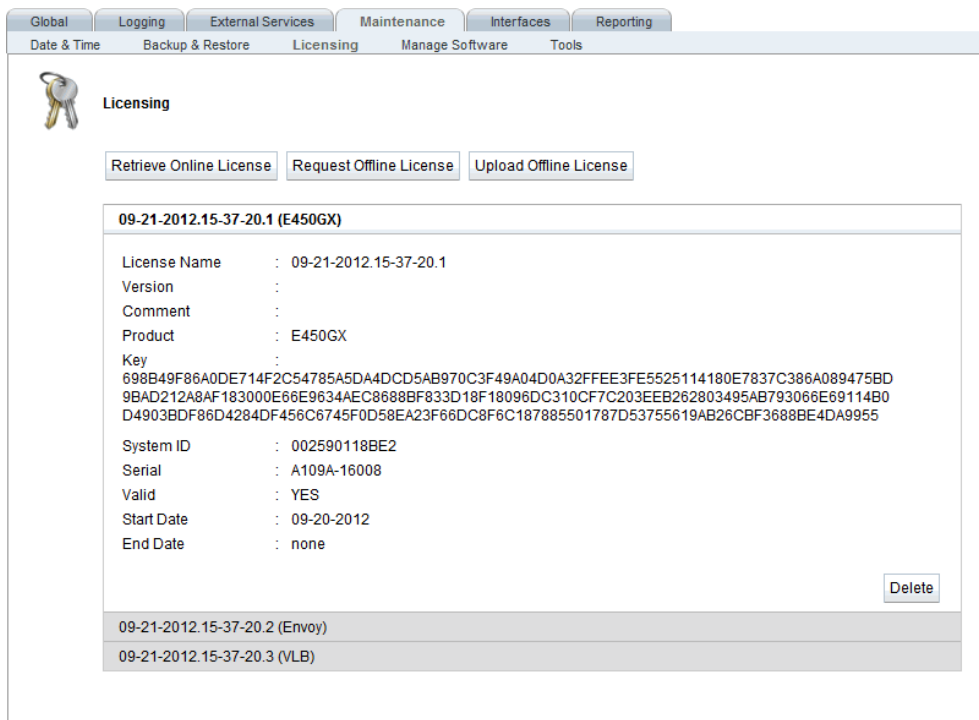 Global Logging External Services Maintenance Interfaces Reporting
Date & Time Backup & Restore Licensing Manage Software Tools
Licensing
Retrieve Online License Request Offline License Upload Offline License
09-21-2012.15-37-20.1 (E450GX)
License Name : 09-21-2012.15-37-20.1
Version :
Comment :
Product : E450GX
Key :
698B49F86A0DE714F2C54785A5DA4DCD5AB970C3F49A04D0A32FFEE3FE5525114180E7837C386A089475BD
9BAD212A8AF183000E66E9634AEC8688BF833D18F18096DC310CF7C203EEB262803495AB793066E69114B0
D4903BDF86D4284DF456C6745F0D58EA23F66DC8F6C187885501787D53755619AB26CBF3688BE4DA9955
System ID : 002590118BE2
Serial : A109A-16008
Valid : YES
Start Date : 09-20-2012
End Date : none
Delete
09-21-2012.15-37-20.2 (Envoy)
09-21-2012.15-37-20.3 (VLB)